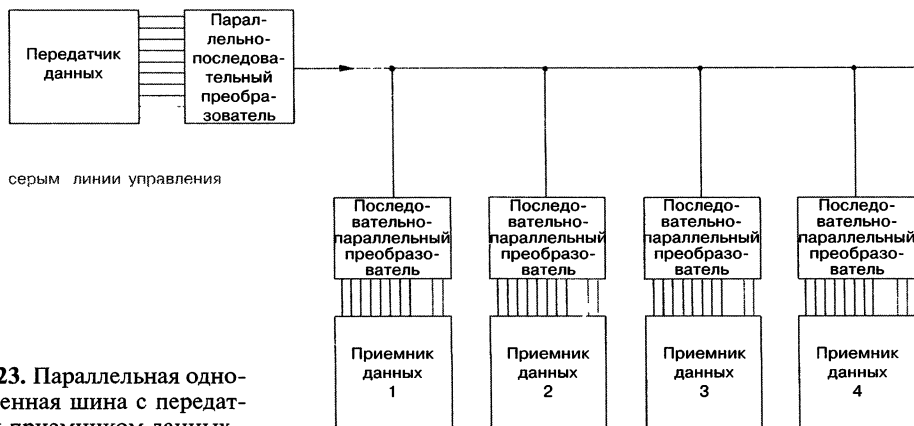 Передатчик
данных
Парал-
лельно-
последова-
тельный
преобра-
зователь
серым линии управления
Последо-
вательно-
параллельный
преобразо-
ватель
Последо-
вательно-
параллельный
преобразо-
ватель
Последо-
вательно-
параллельный
преобразо-
ватель
Последо-
вательно-
параллельный
преобразо-
ватель
Приемник
данных
1
Приемник
данных
2
Приемник
данных
3
Приемник
данных
4
23. Параллельная одно-
енная шина с передат-
приемником данных